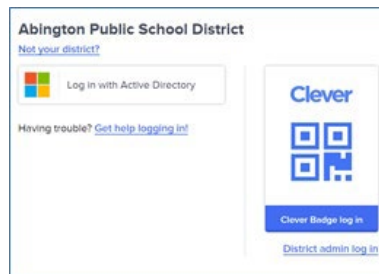 Abington Public School District
Not your district?
Log in with Active Directory
Having trouble? Get help logging in!
Clever
Clever Badge log in
District admin log in